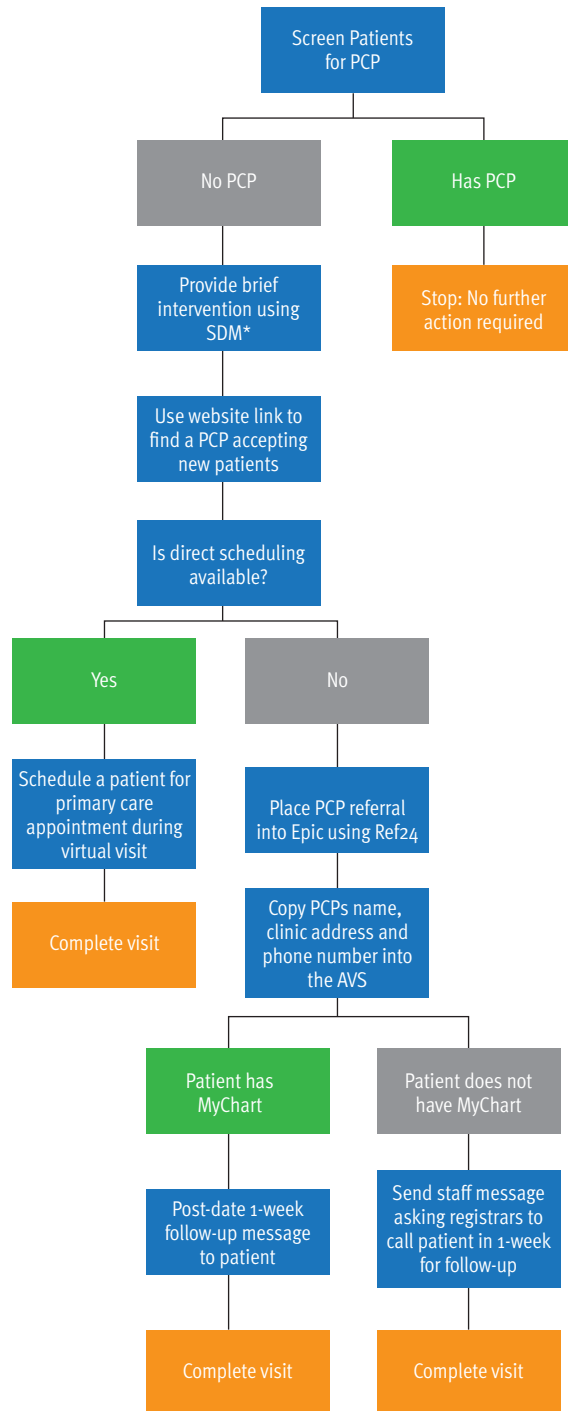 Screen Patients
for PCP
No PCP
Has PCP
Provide brief
intervention using
SDM*
Stop: No further
action required
Use website link to
find a PCP accepting
new patients
Is direct scheduling
available?
Yes
No
Schedule a patient for
primary care
appointment during
virtual visit
Place PCP referral
into Epic using Ref24
Complete visit
Copy PCPs name,
clinic address and
phone number into
the AVS
Patient has
MyChart
Patient does not
have MyChart
Post-date 1-week
follow-up message
to patient
Send staff message
asking registrars to
call patient in 1-week
for follow-up
Complete visit
Complete visit